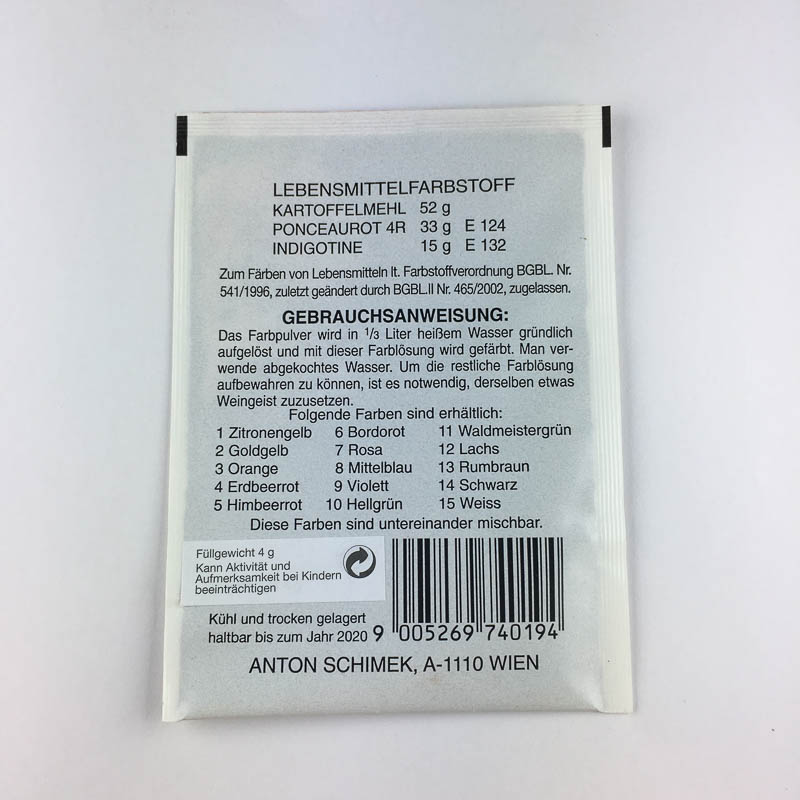 LEBENSMITTELFARBSTOFF
KARTOFFELMEHL 52 g
PONCEAUROT 4R 33 g E 124
INDIGOTINE 15 g E 132
Zum Färben von Lebensmitteln lt. Farbstoffverordnung BGBL. Nr.
541/1996, zuletzt geändert durch BGBL.II Nr. 465/2002, zugelassen.
GEBRAUCHSANWEISUNG:
Das Farbpulver wird in 1/3 Liter heißem Wasser gründlich
aufgelöst und mit dieser Farblösung wird gefärbt. Man ver-
wende abgekochtes Wasser. Um die restliche Farblösung
aufbewahren zu können, ist es notwendig, derselben etwas
Weingeist zuzusetzen.
Folgende Farben sind erhältlich:
1 Zitronengelb 6 Bordorot 11 Waldmeistergrün
2 Goldgelb 7 Rosa 12 Lachs
3 Orange 8 Mittelblau 13 Rumbraun
4 Erdbeerrot 9 Violett 14 Schwarz
5 Himbeerrot 10 Hellgrün 15 Weiss
Diese Farben sind untereinander mischbar.
Füllgewicht 4 g
Kann Aktivität und
Aufmerksamkeit bei Kindern
beeinträchtigen
Kühl und trocken gelagert
haltbar bis zum Jahr 2020
9 005269 740194
ANTON SCHIMEK, A-1110 WIEN